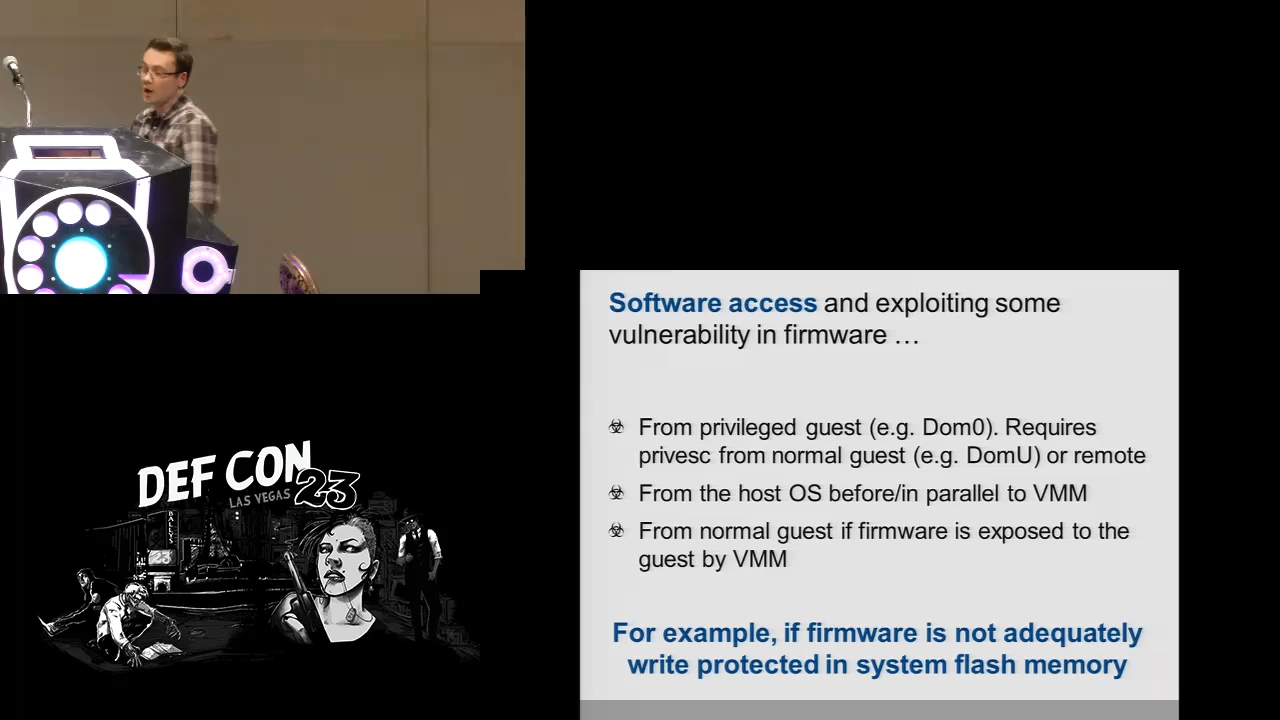 Software access and exploiting some
vulnerability in firmware …
From privileged guest (e.g. Dom0). Requires
privesc from normal guest (e.g. DomU) or remote
From the host OS before/in parallel to VMM
From normal guest if firmware is exposed to the
guest by VMM
For example, if firmware is not adequately
write protected in system flash memory
DEF CON
LAS VEGAS 23
BALLY'S
23